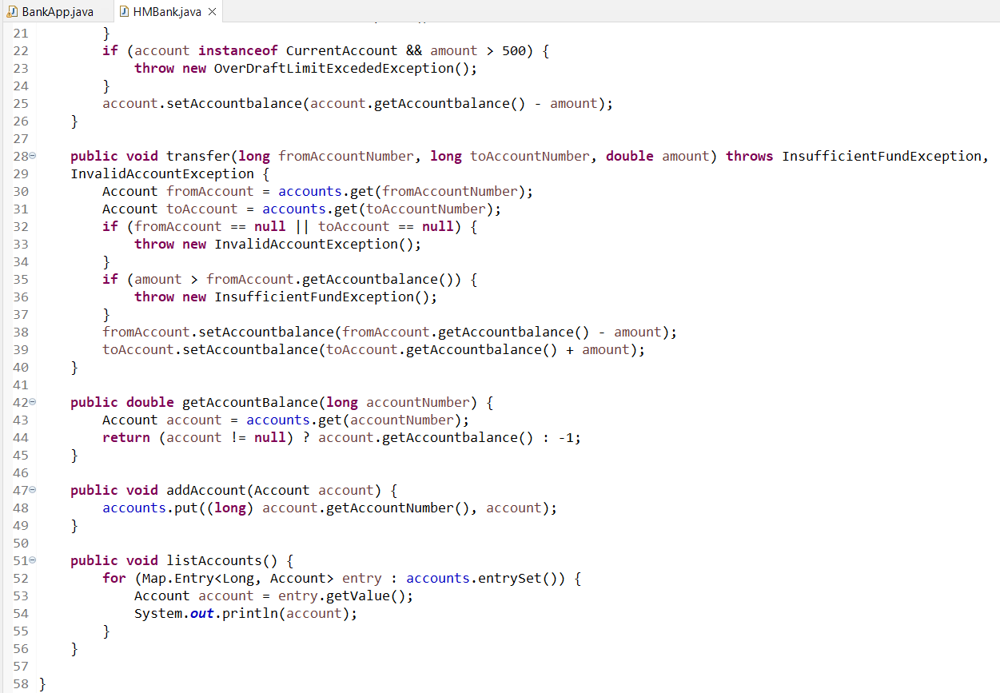 BankApp.java HMBank.java
21 }
22 if (account instanceof CurrentAccount && amount > 500) {
23 throw new OverDraftLimitExcededException();
24 }
25 account.setAccountbalance(account.getAccountbalance() - amount);
26 }
27
28 public void transfer(long fromAccountNumber, long toAccountNumber, double amount) throws InsufficientFundException,
29 InvalidAccountException {
30 Account fromAccount = accounts.get(fromAccountNumber);
31 Account toAccount = accounts.get(toAccountNumber);
32 if (fromAccount == null || toAccount == null) {
33 throw new InvalidAccountException();
34 }
35 if (amount > fromAccount.getAccountbalance()) {
36 throw new InsufficientFundException();
37 }
38 fromAccount.setAccountbalance(fromAccount.getAccountbalance() - amount);
39 toAccount.setAccountbalance(toAccount.getAccountbalance() + amount);
40 }
41
42 public double getAccountBalance(long accountNumber) {
43 Account account = accounts.get(accountNumber);
44 return (account != null) ? account.getAccountbalance() : -1;
45 }
46
47 public void addAccount(Account account) {
48 accounts.put((long) account.getAccountNumber(), account);
49 }
50
51 public void listAccounts() {
52 for (Map.Entry<Long, Account> entry : accounts.entrySet()) {
53 Account account = entry.getValue();
54 System.out.println(account);
55 }
56 }
57
58 }